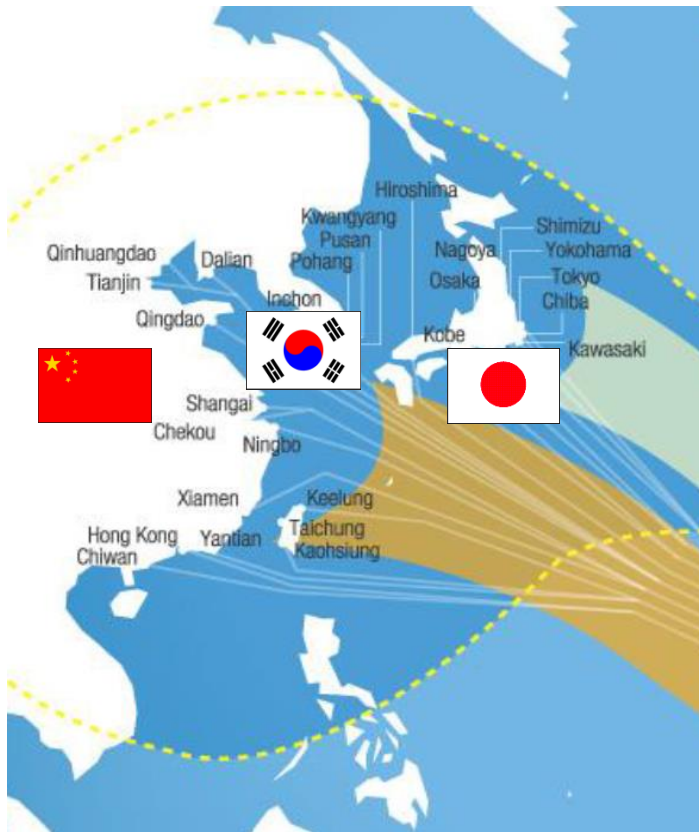 Hiroshima
Kwangyang
Pusan
Pohang
Shimizu
Nagoya
Yokohama
Osaka
Tokyo
Chiba
Kobe
Kawasaki
Qinhuangdao
Dalian
Tianjin
Inchon
Qingdao
Shangai
Chekou
Ningbo
Xiamen
Keelung
Hong Kong
Yantian
Taichung
Chiwan
Kaohsiung